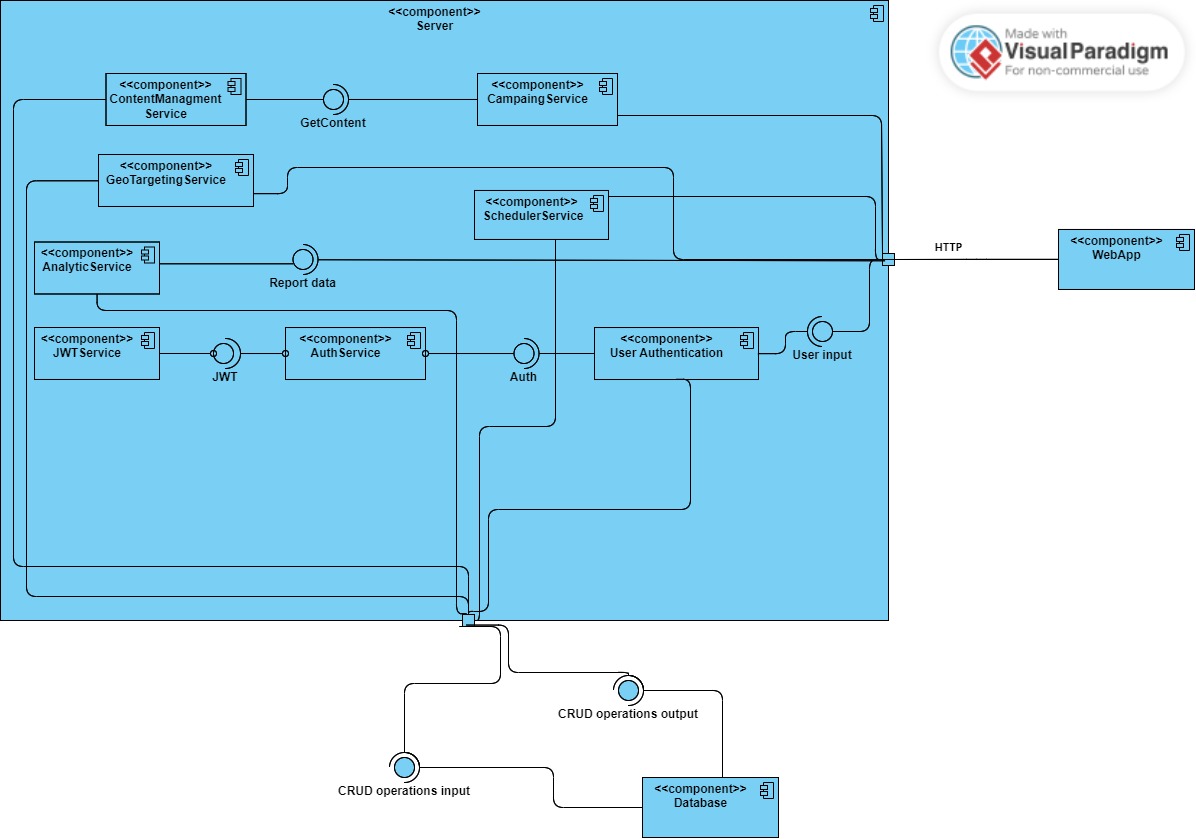 <<component>>
Server
Made with
Visual Paradigm
For non-commercial use
<<component>>
ContentManagment
Service
GetContent
<<component>>
CampaingService
<<component>>
GeoTargetingService
<<component>>
SchedulerService
<<component>>
AnalyticService
Report data
HTTP
<<component>>
WebApp
<<component>>
JWTService
JWT
<<component>>
AuthService
Auth
<<component>>
User Authentication
User input
CRUD operations output
CRUD operations input
<<component>>
Database